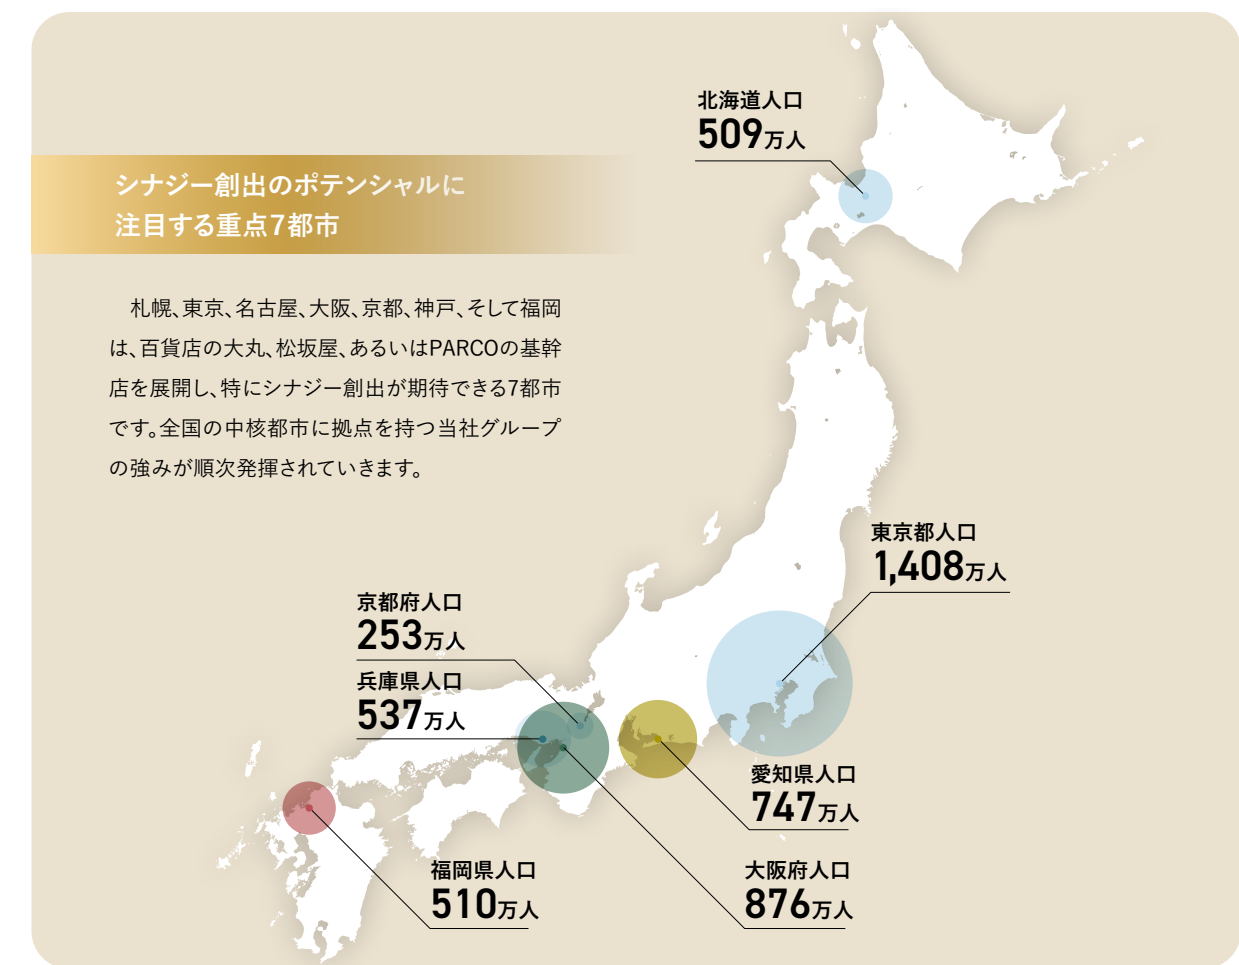 シナジー創出のポテンシャルに
注目する重点7都市
札幌、東京、名古屋、大阪、京都、神戸、そして福岡
は、百貨店の大丸、松坂屋、あるいはPARCOの基幹
店を展開し、特にシナジー創出が期待できる7都市
です。全国の中核都市に拠点を持つ当社グループ
の強みが順次発揮されていきます。
北海道人口
509万人
東京都人口
1,408万人
京都府人口
253万人
兵庫県人口
537万人
愛知県人口
747万人
福岡県人口
510万人
大阪府人口
876万人